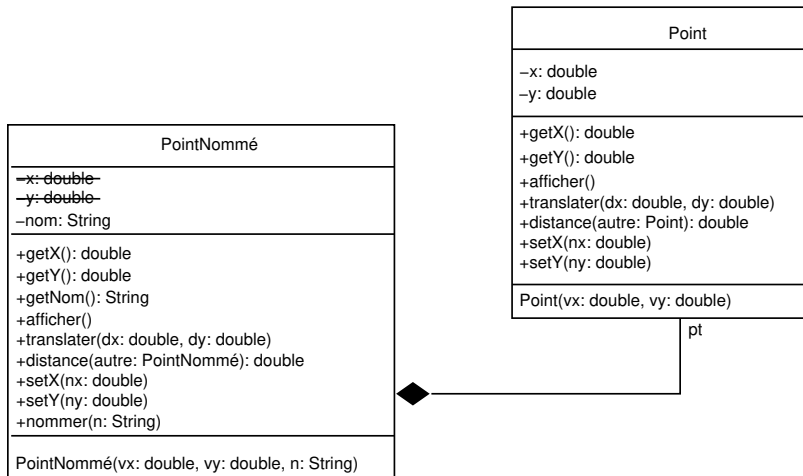 Point
−x: double
−y: double
+getX(): double
+getY(): double
+afficher()
+translater(dx: double, dy: double)
+distance(autre: Point): double
+setX(nx: double)
+setY(ny: double)
Point(vx: double, vy: double)
pt
PointNommé
−x: double
−y: double
−nom: String
+getX(): double
+getY(): double
+getNom(): String
+afficher()
+translater(dx: double, dy: double)
+distance(autre: PointNommé): double
+setX(nx: double)
+setY(ny: double)
+nommer(n: String)
PointNommé(vx: double, vy: double, n: String)